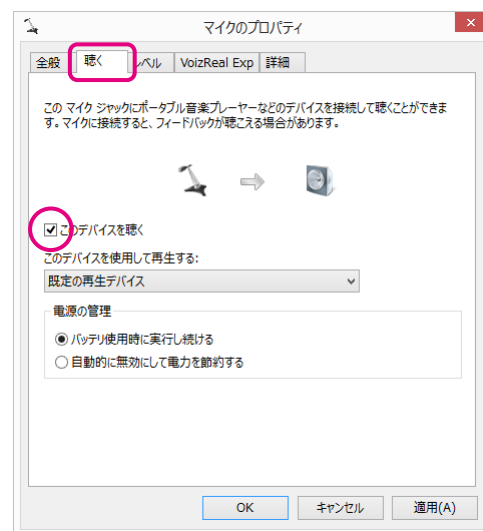 マイクのプロパティ
全般 聴く レベル VoizReal Exp 詳細
この マイク ジャックにポータブル音楽プレーヤーなどのデバイスを接続して聴くことができま
す。マイクに接続すると、フィードバックが聴こえる場合があります。
このデバイスを聴く
このデバイスを使用して再生する:
既定の再生デバイス
電源の管理
バッテリ使用時に実行し続ける
自動的に無効にして電力を節約する
OK キャンセル 適用(A)